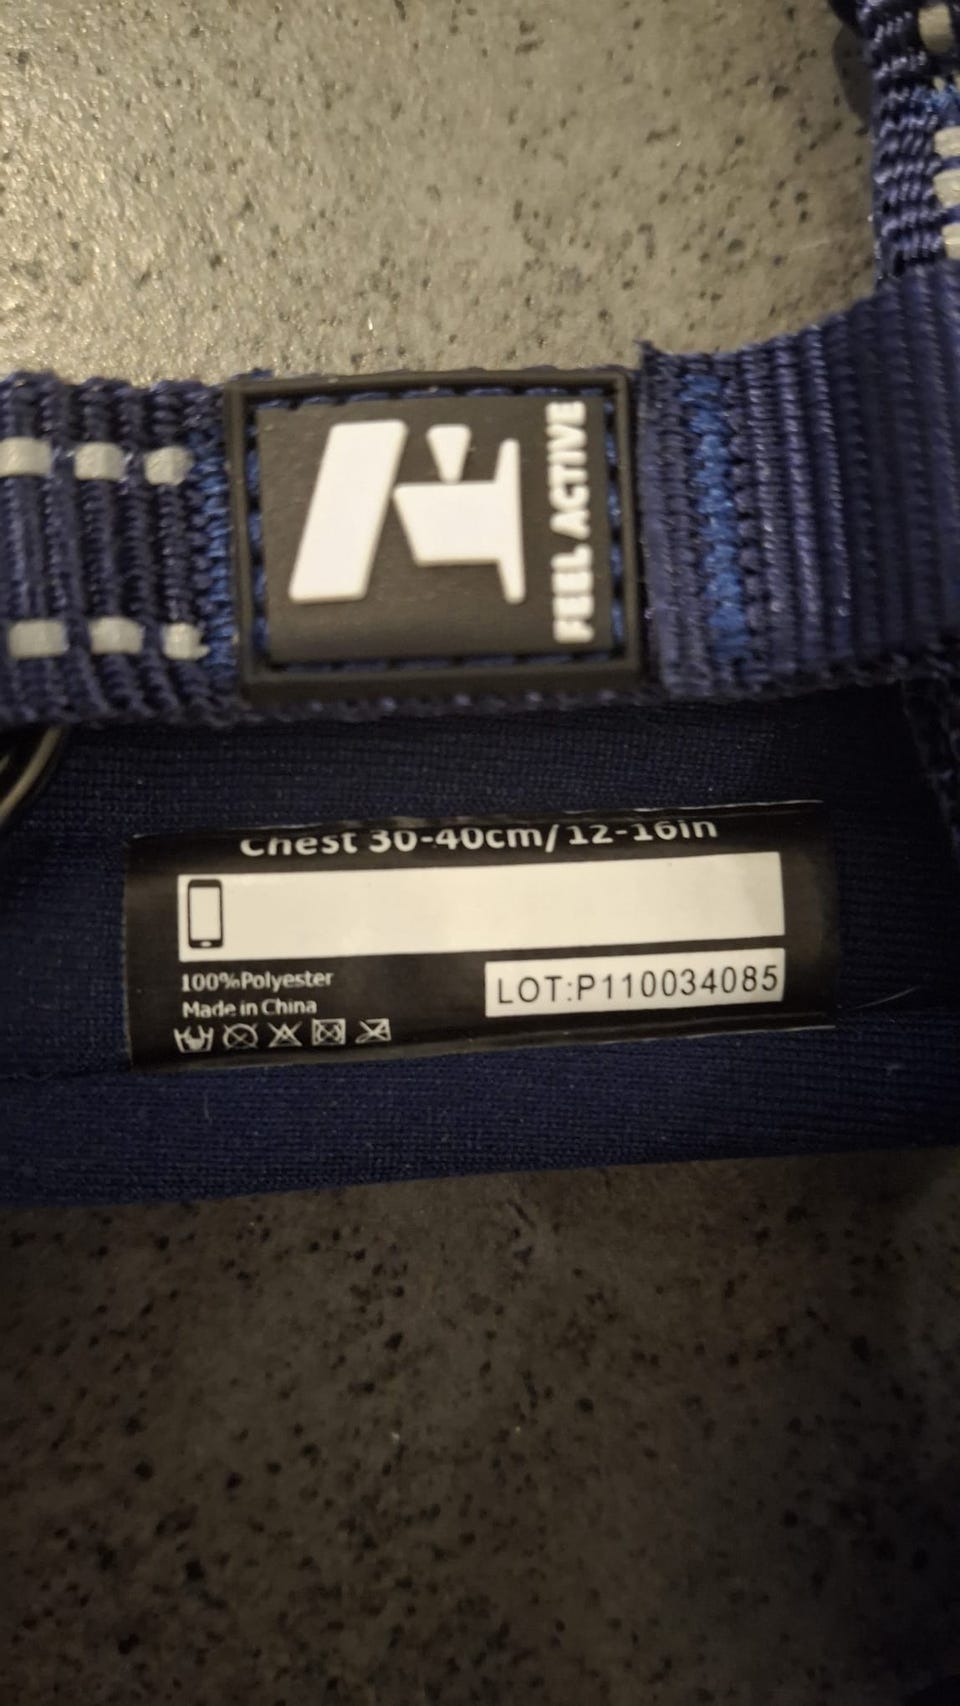 FEEL ACTIVE
Chest 30-40cm/12-16in
100%Polyester
Made in China
LOT:P110034085